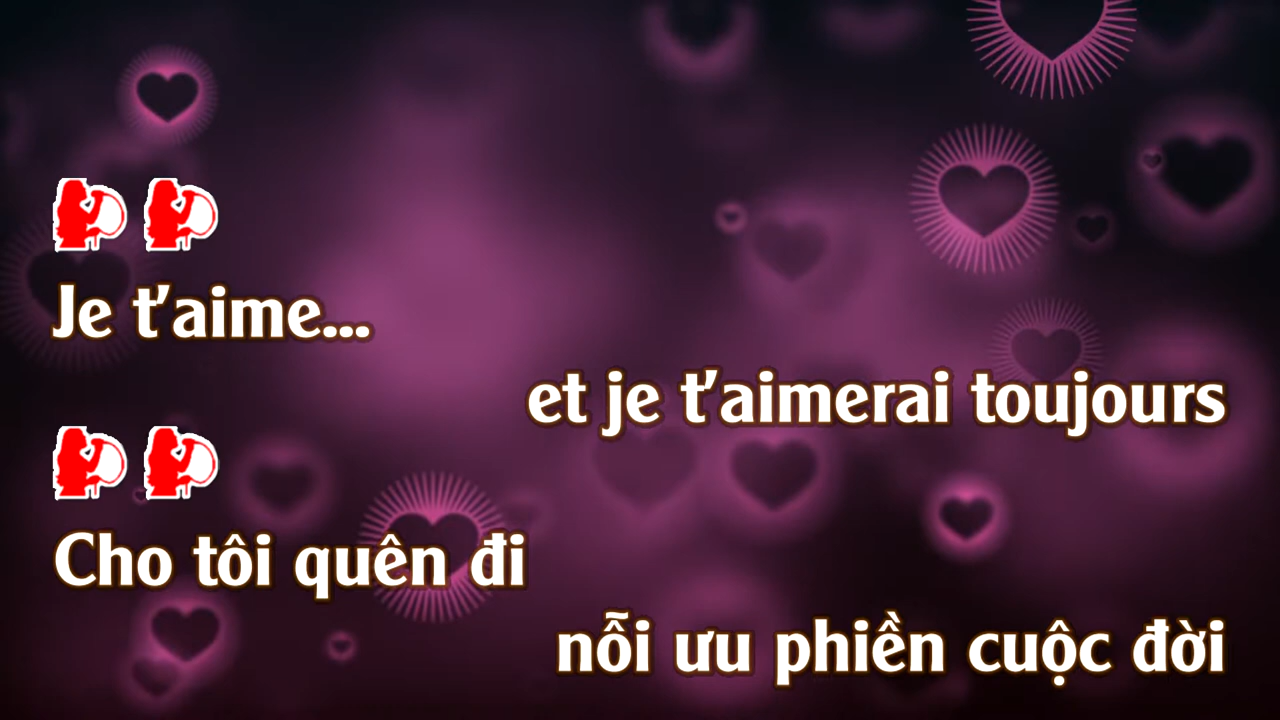 Je t'aime...
et je t'aimerai toujours
Cho tôi quên đi
nỗi ưu phiền cuộc đời